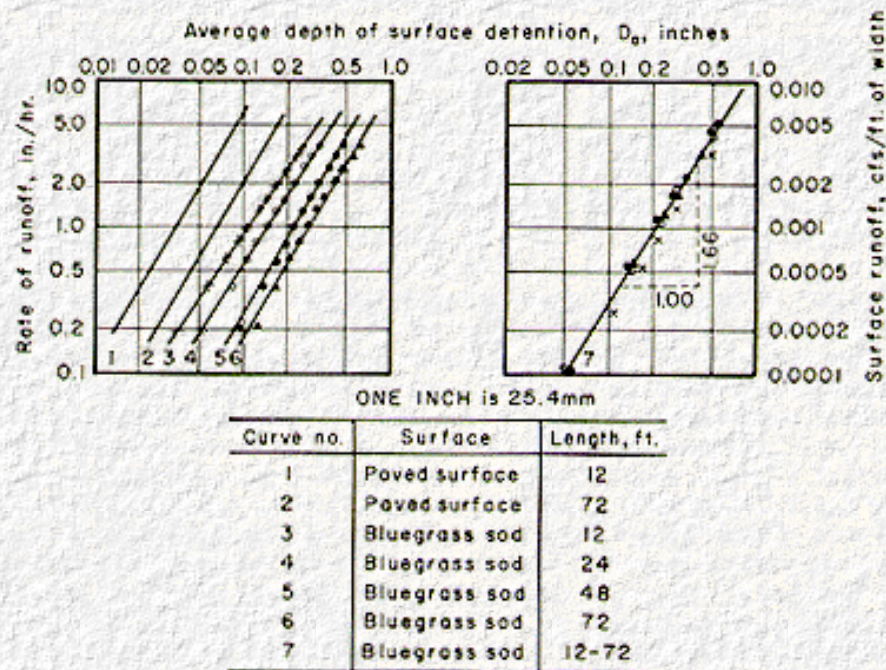 Average depth of surface detention, Da, inches
0.01 0.02 0.05 0.1 0.2 0.5 1.0
0.02 0.05 0.1 0.2 0.5 1.0
Rate of runoff, in./hr.
10.0
5.0
2.0
1.0
0.5
0.2
0.1
1 2 3 4 5 6
1.66
1.00
7
0.010
0.005
0.002
0.001
0.0005
0.0002
0.0001
Surface runoff, cfs/ft. of width
ONE INCH is 25.4mm
Curve no. Surface Length, ft.
1 Paved surface 12
2 Paved surface 72
3 Bluegrass sod 12
4 Bluegrass sod 24
5 Bluegrass sod 48
6 Bluegrass sod 72
7 Bluegrass sod 12-72